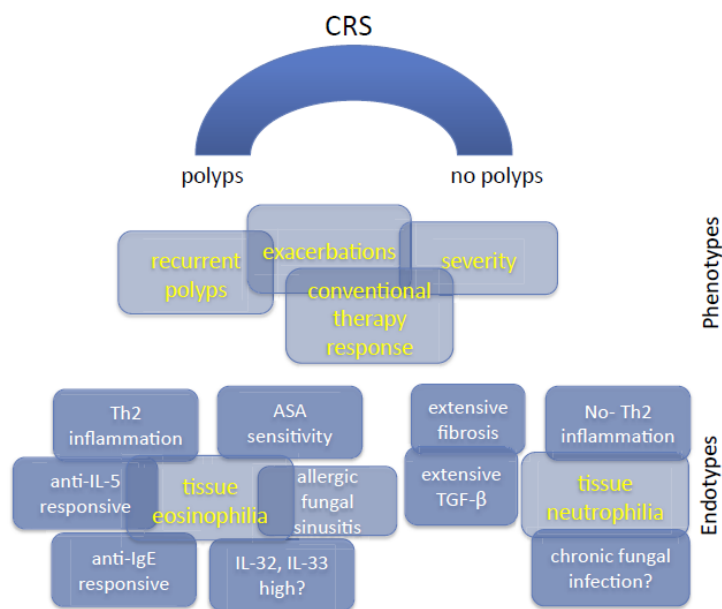 CRS
polyps
no polyps
Phenotypes
recurrent
polyps
exacerbations
severity
conventional
therapy
response
Endotypes
Th2
inflammation
ASA
sensitivity
extensive
fibrosis
No- Th2
inflammation
anti-IL-5
responsive
tissue
eosinophilia
allergic
fungal
sinusitis
extensive
TGF-β
tissue
neutrophilia
anti-IgE
responsive
IL-32, IL-33
high?
chronic fungal
infection?